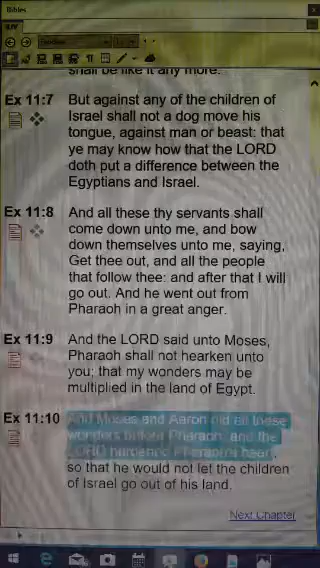 Bibles
KJV
shall be like it any more.
Ex 11:7 But against any of the children of
Israel shall not a dog move his
tongue, against man or beast: that
ye may know how that the LORD
doth put a difference between the
Egyptians and Israel.
Ex 11:8 And all these thy servants shall
come down unto me, and bow
down themselves unto me, saying,
Get thee out, and all the people
that follow thee: and after that I will
go out. And he went out from
Pharaoh in a great anger.
Ex 11:9 And the LORD said unto Moses,
Pharaoh shall not hearken unto
you; that my wonders may be
multiplied in the land of Egypt.
Ex 11:10 And Moses and Aaron did all these
wonders before Pharaoh: and the
LORD hardened Pharaoh's heart,
so that he would not let the children
of Israel go out of his land.
Next Chapter